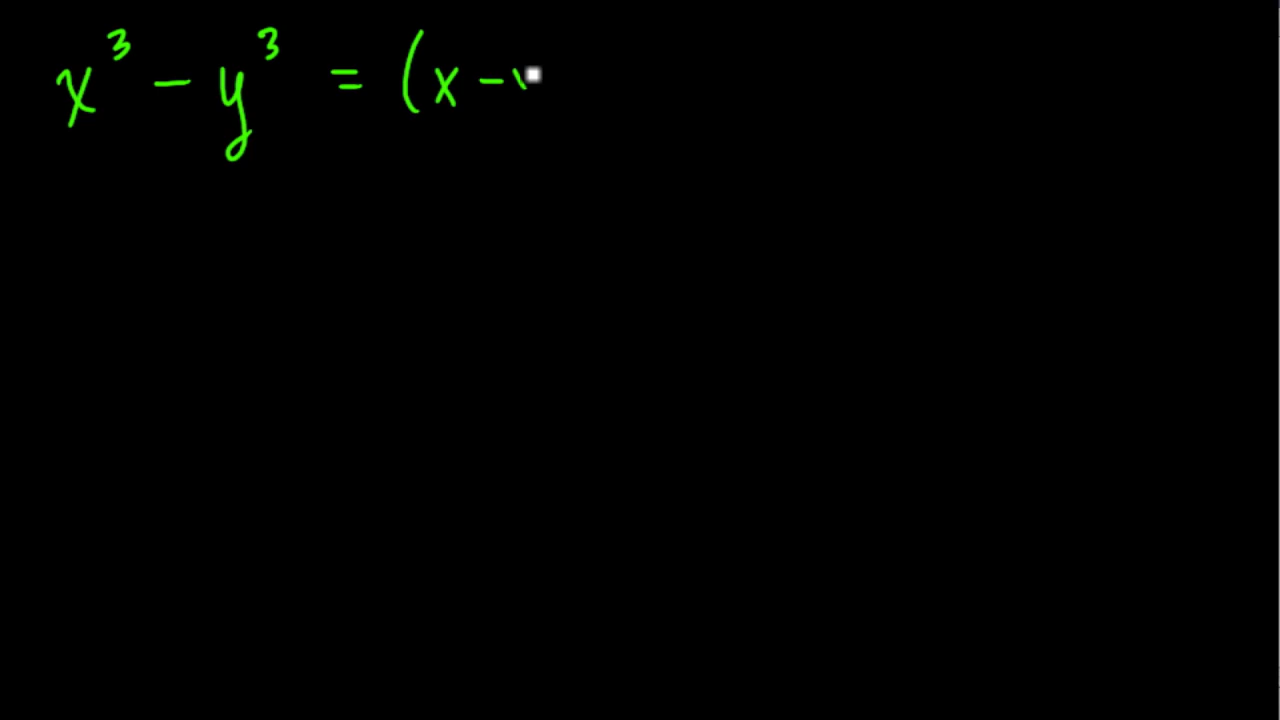 x³ - y³ = (x -